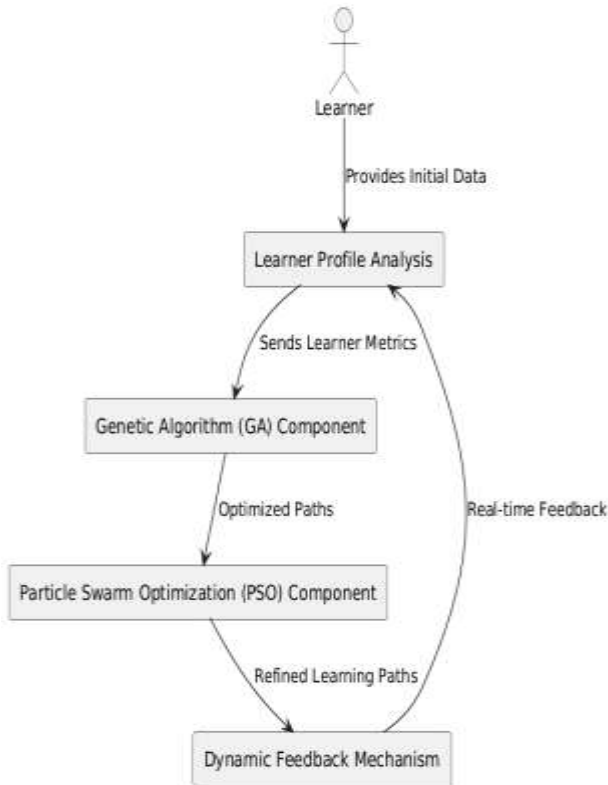 Learner
Provides Initial Data
Learner Profile Analysis
Sends Learner Metrics
Genetic Algorithm (GA) Component
Optimized Paths
Real-time Feedback
Particle Swarm Optimization (PSO) Component
Refined Learning Paths
Dynamic Feedback Mechanism